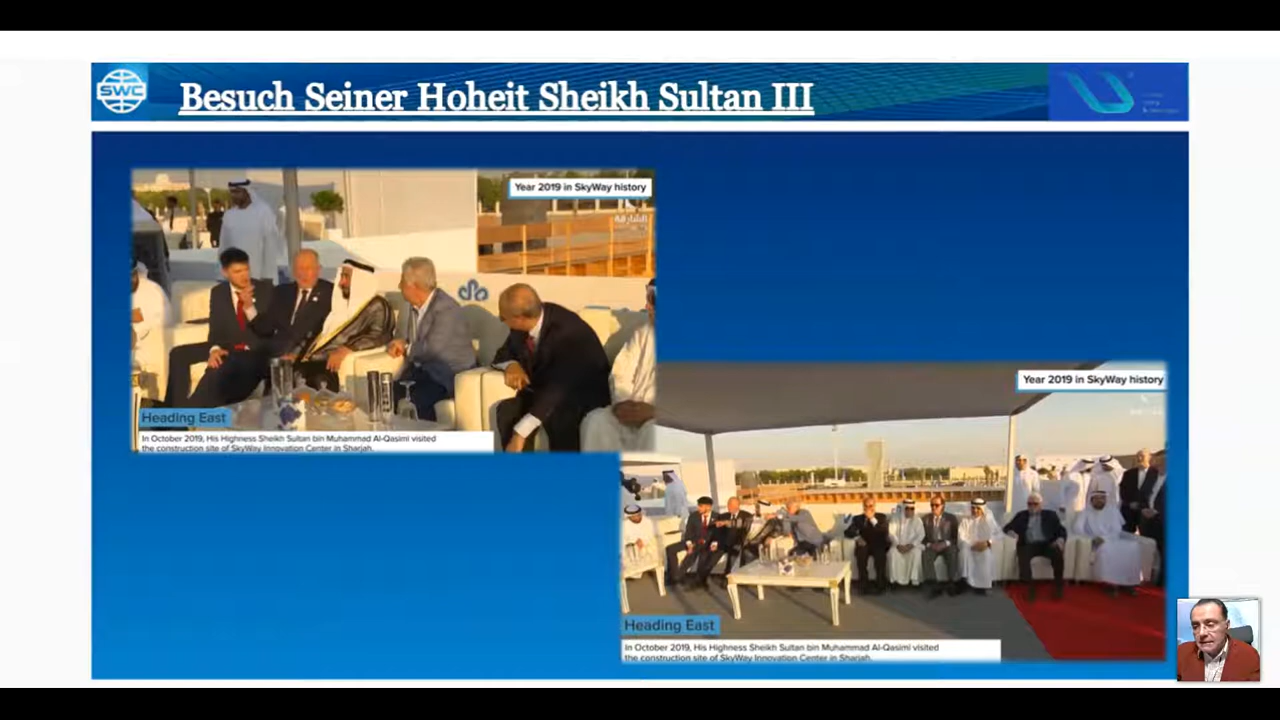 SWC
Besuch Seiner Hoheit Sheikh Sultan III
Year 2019 in SkyWay history
الشارقة
Heading East
In October 2019, His Highness Sheikh Sultan bin Muhammad Al-Qasimi visited
the construction site of SkyWay Innovation Center in Sharjah.
Year 2019 in SkyWay history
Heading East
In October 2019, His Highness Sheikh Sultan bin Muhammad Al-Qasimi visited
the construction site of SkyWay Innovation Center in Sharjah.